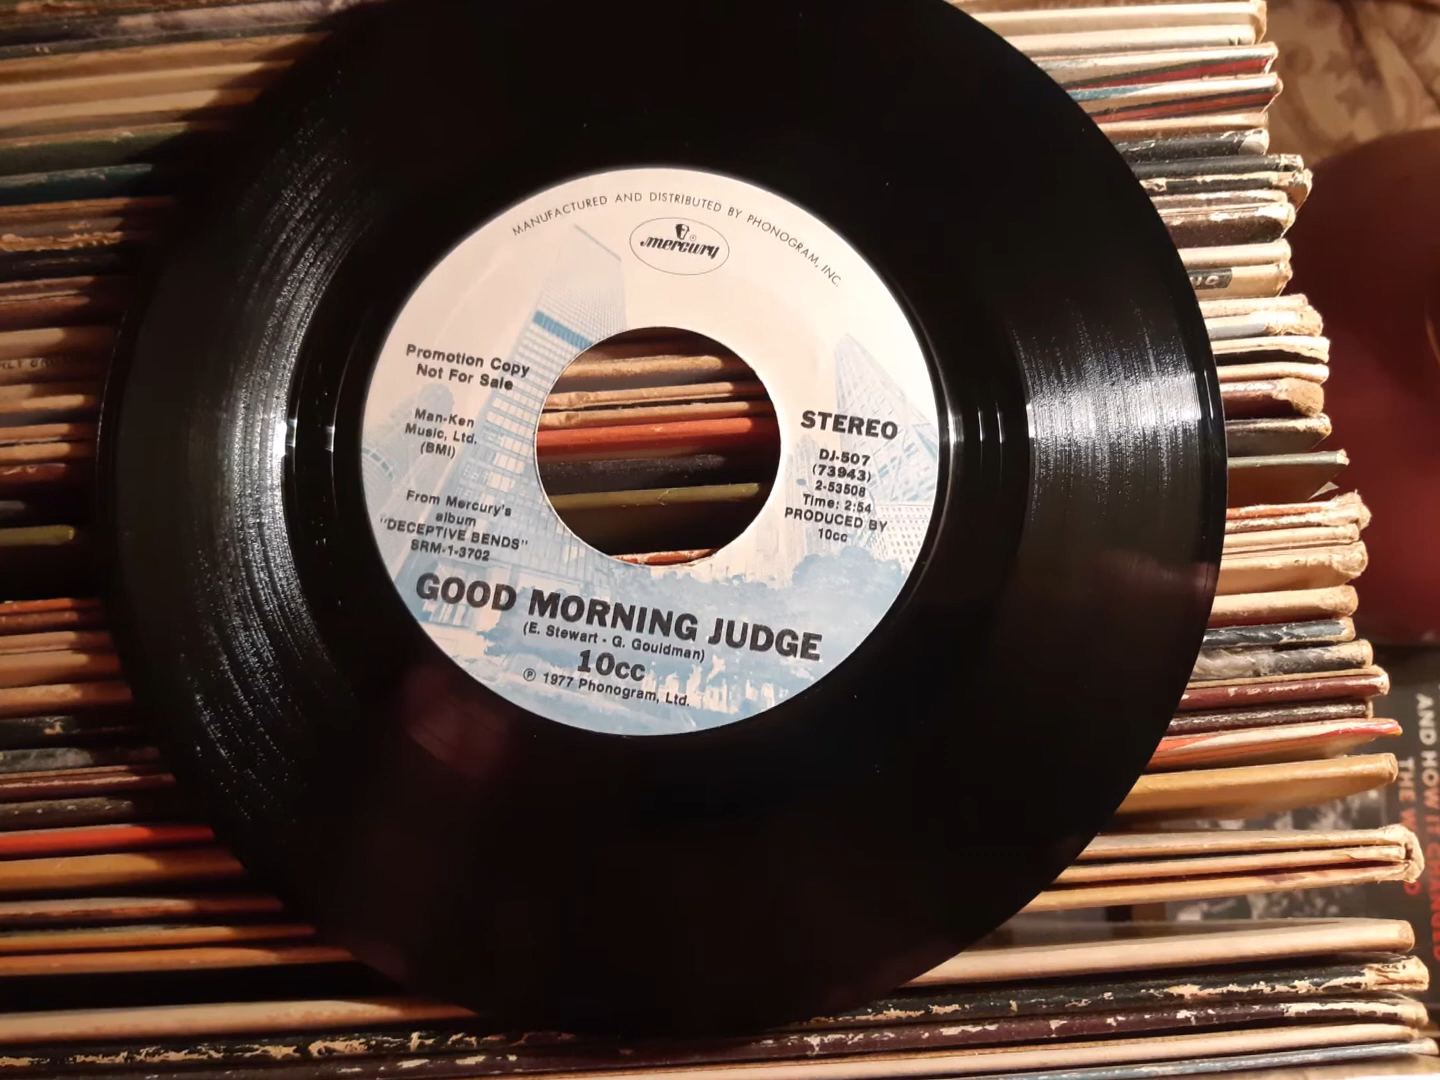 MANUFACTURED AND DISTRIBUTED BY PHONOGRAM, INC.
mercury
Promotion Copy
Not For Sale
Man-Ken
Music, Ltd.
(BMI)
From Mercury's
album
"DECEPTIVE BENDS"
SRM-1-3702
STEREO
DJ-507
(73943)
2-53508
Time: 2:54
PRODUCED BY
10cc
GOOD MORNING JUDGE
(E. Stewart - G. Gouldman)
10cc
℗ 1977 Phonogram, Ltd.
AND HOW IT CHANGED